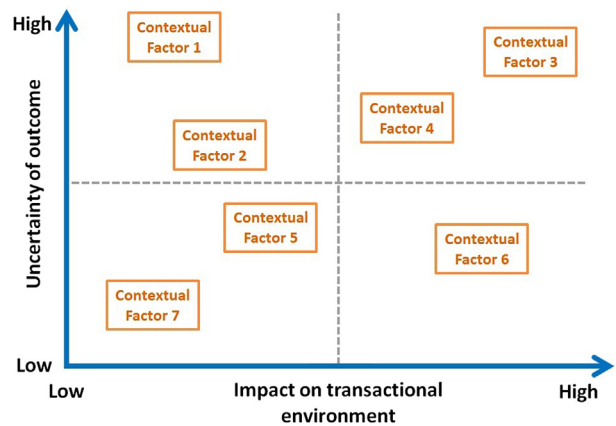 High
Contextual
Factor 1
Contextual
Factor 3
Contextual
Factor 4
Contextual
Factor 2
Uncertainty of outcome
Contextual
Factor 5
Contextual
Factor 6
Contextual
Factor 7
Low
Low
Impact on transactional
environment
High